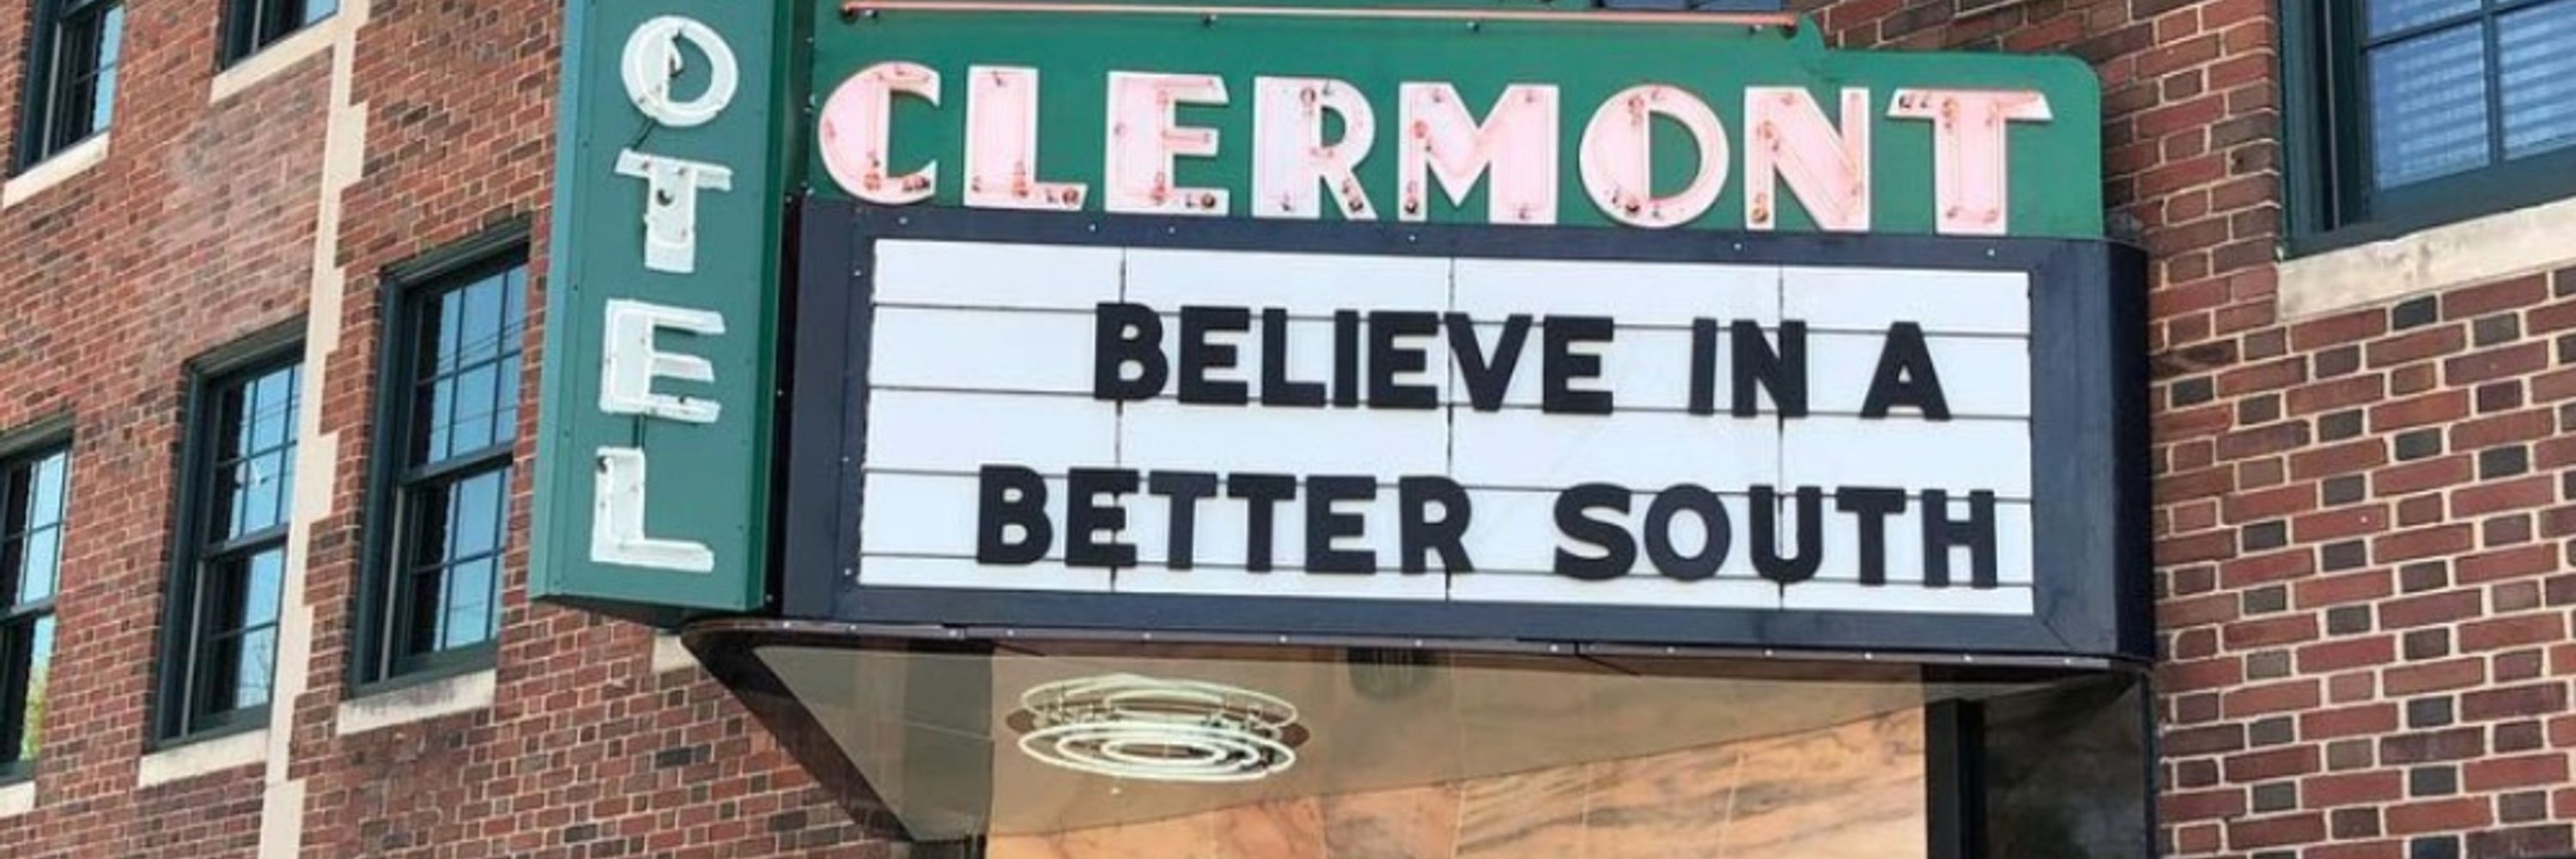 OTEL
CLERMONT
BELIEVE IN A
BETTER SOUTH